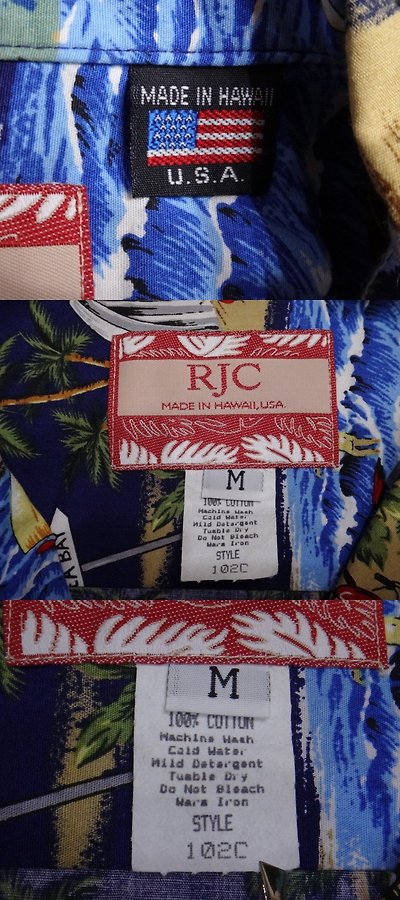 MADE IN HAWAII
U.S.A.
RJC
MADE IN HAWAII, USA.
M
100% COTTON
Machine Wash
Cold Water
Mild Detergent
Tumble Dry
Do Not Bleach
Warm Iron
STYLE
102C
M
100% COTTON
Machine Wash
Cold Water
Mild Detergent
Tumble Dry
Do Not Bleach
Warm Iron
STYLE
102C